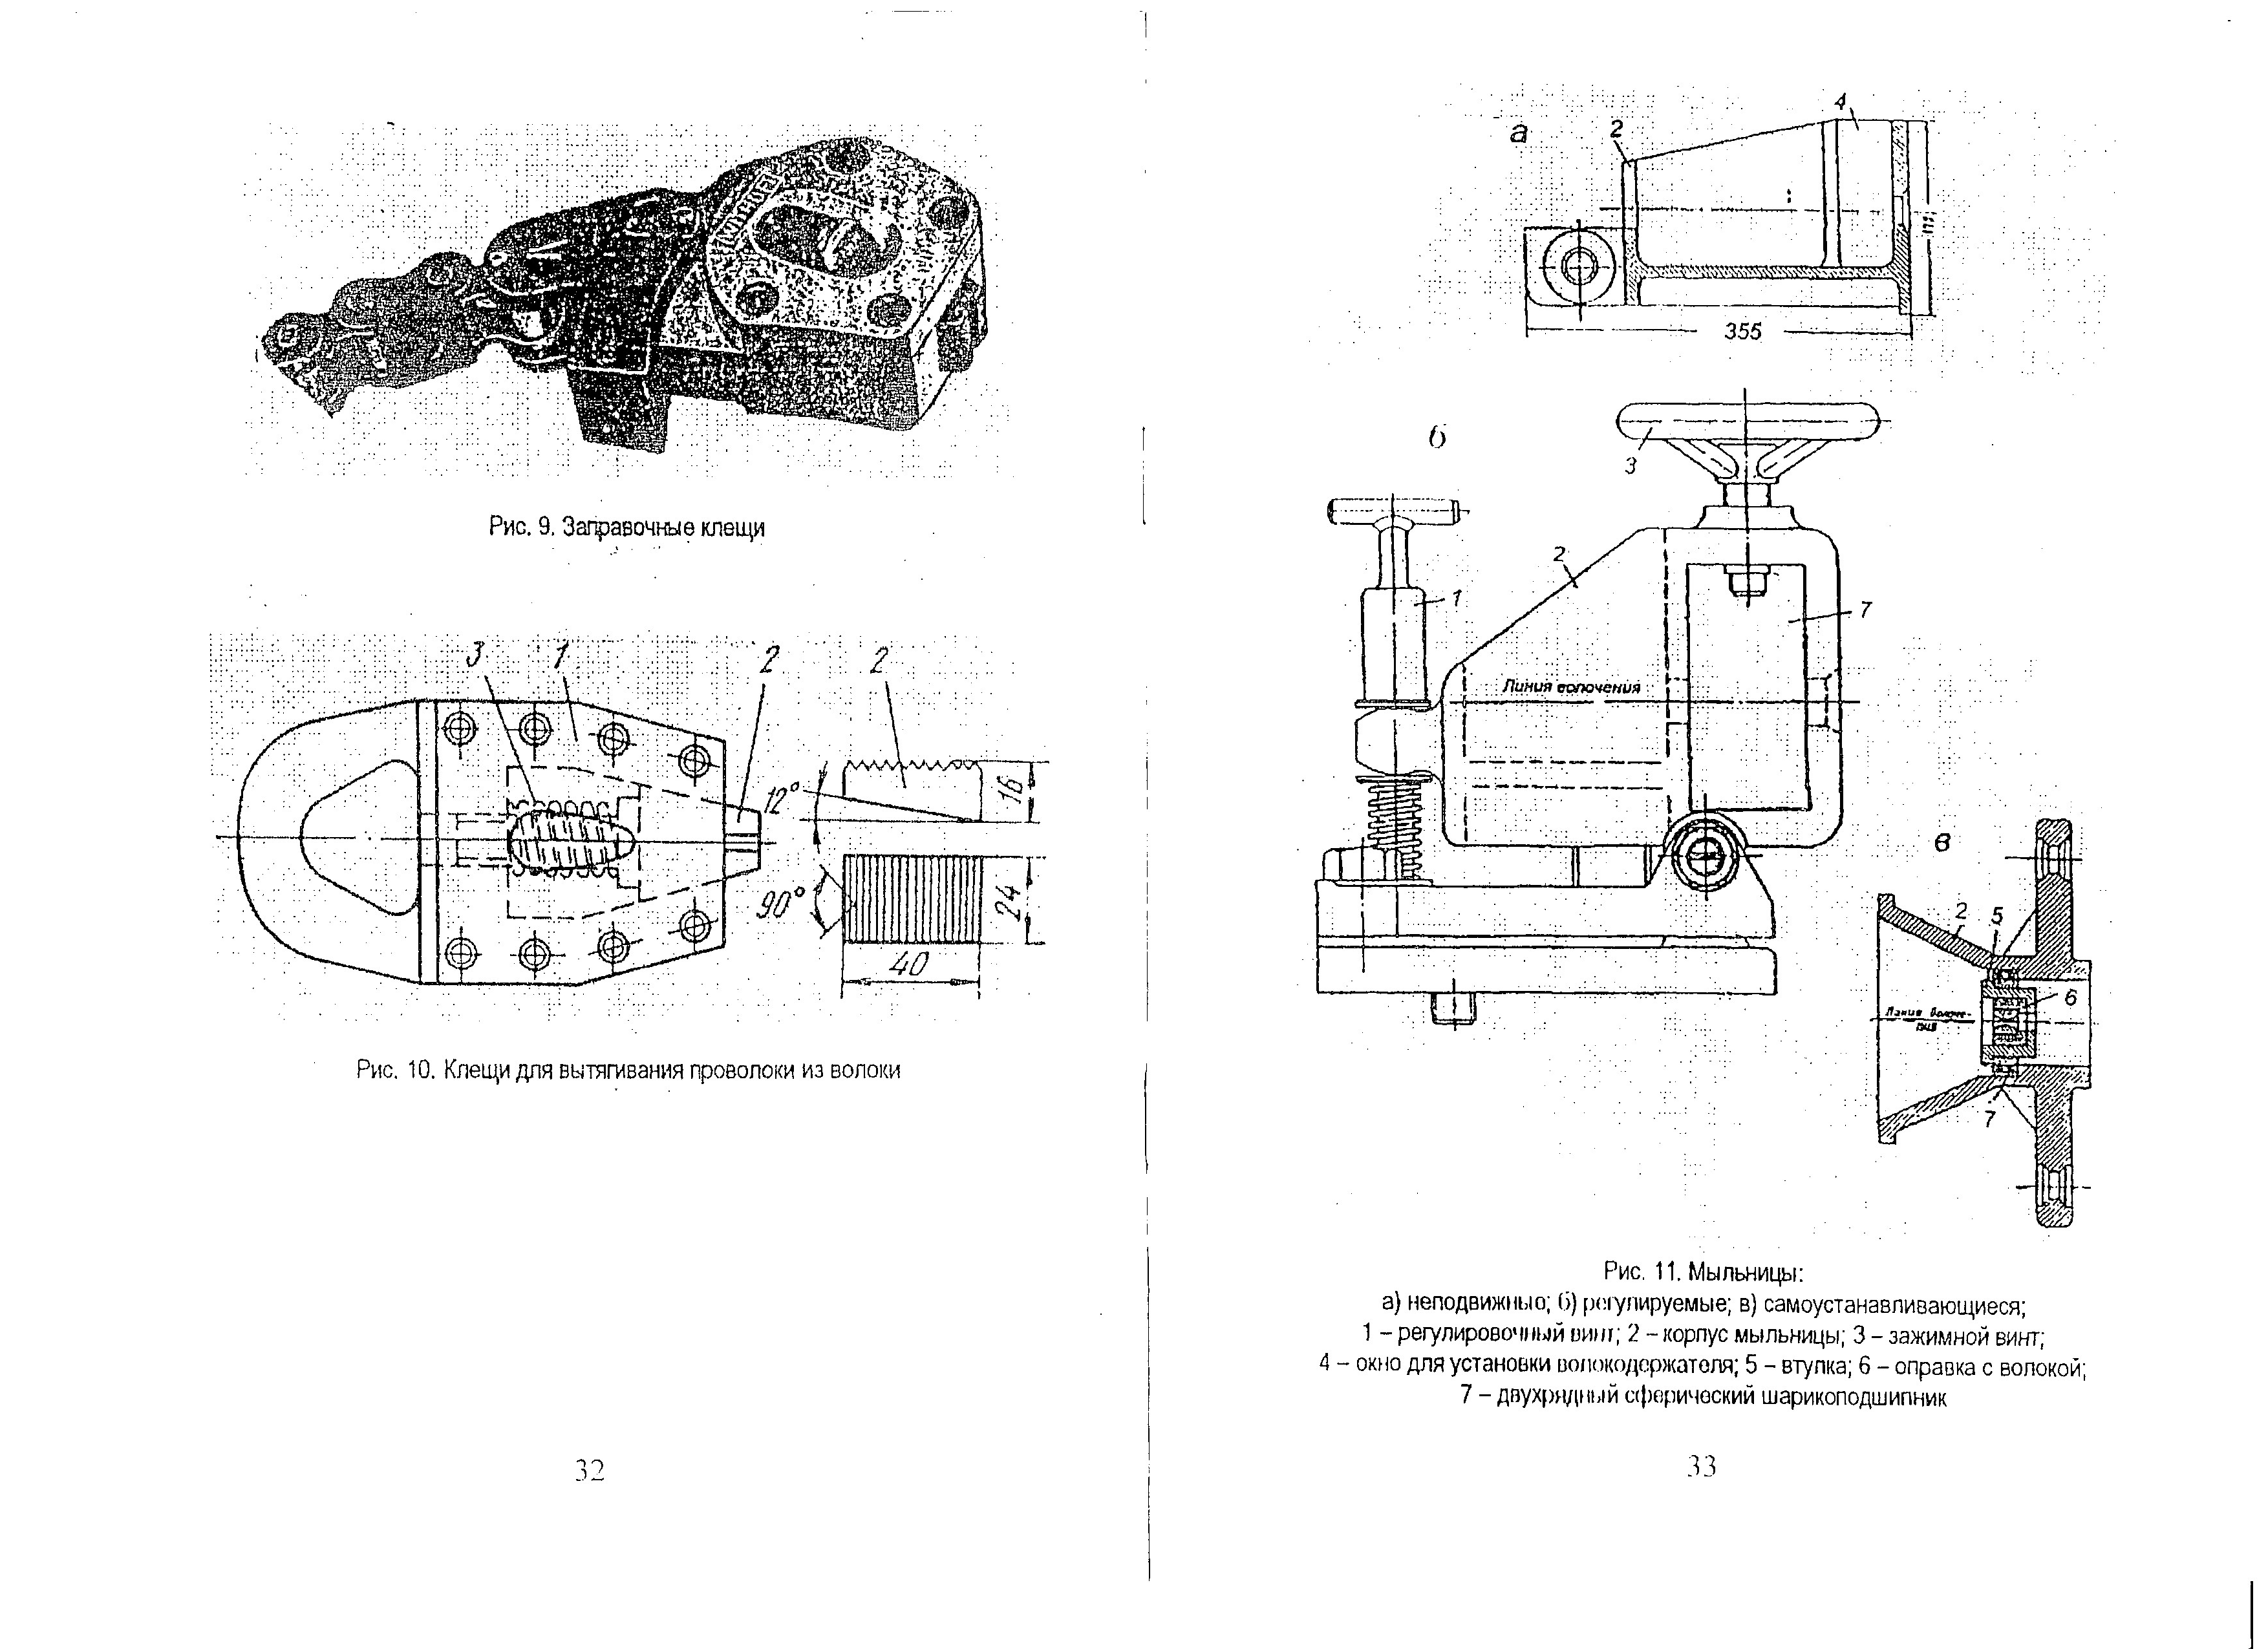 Рис. 9. Заправочные клещи
3 1 2 2
12°
16
90°
24
40
Рис. 10. Клещи для вытягивания проволоки из волоки
32
а
2
4
355
б
3
2
1
7
Линия волочения
в
2
5
6
Линия волоче-
ния
7
Рис. 11. Мыльницы:
а) неподвижные; б) регулируемые; в) самоустанавливающиеся;
1 – регулировочный винт; 2 – корпус мыльницы; 3 – зажимной винт;
4 – окно для установки волокодержателя; 5 – втулка; 6 – оправка с волокой;
7 – двухрядный сферический шарикоподшипник
33